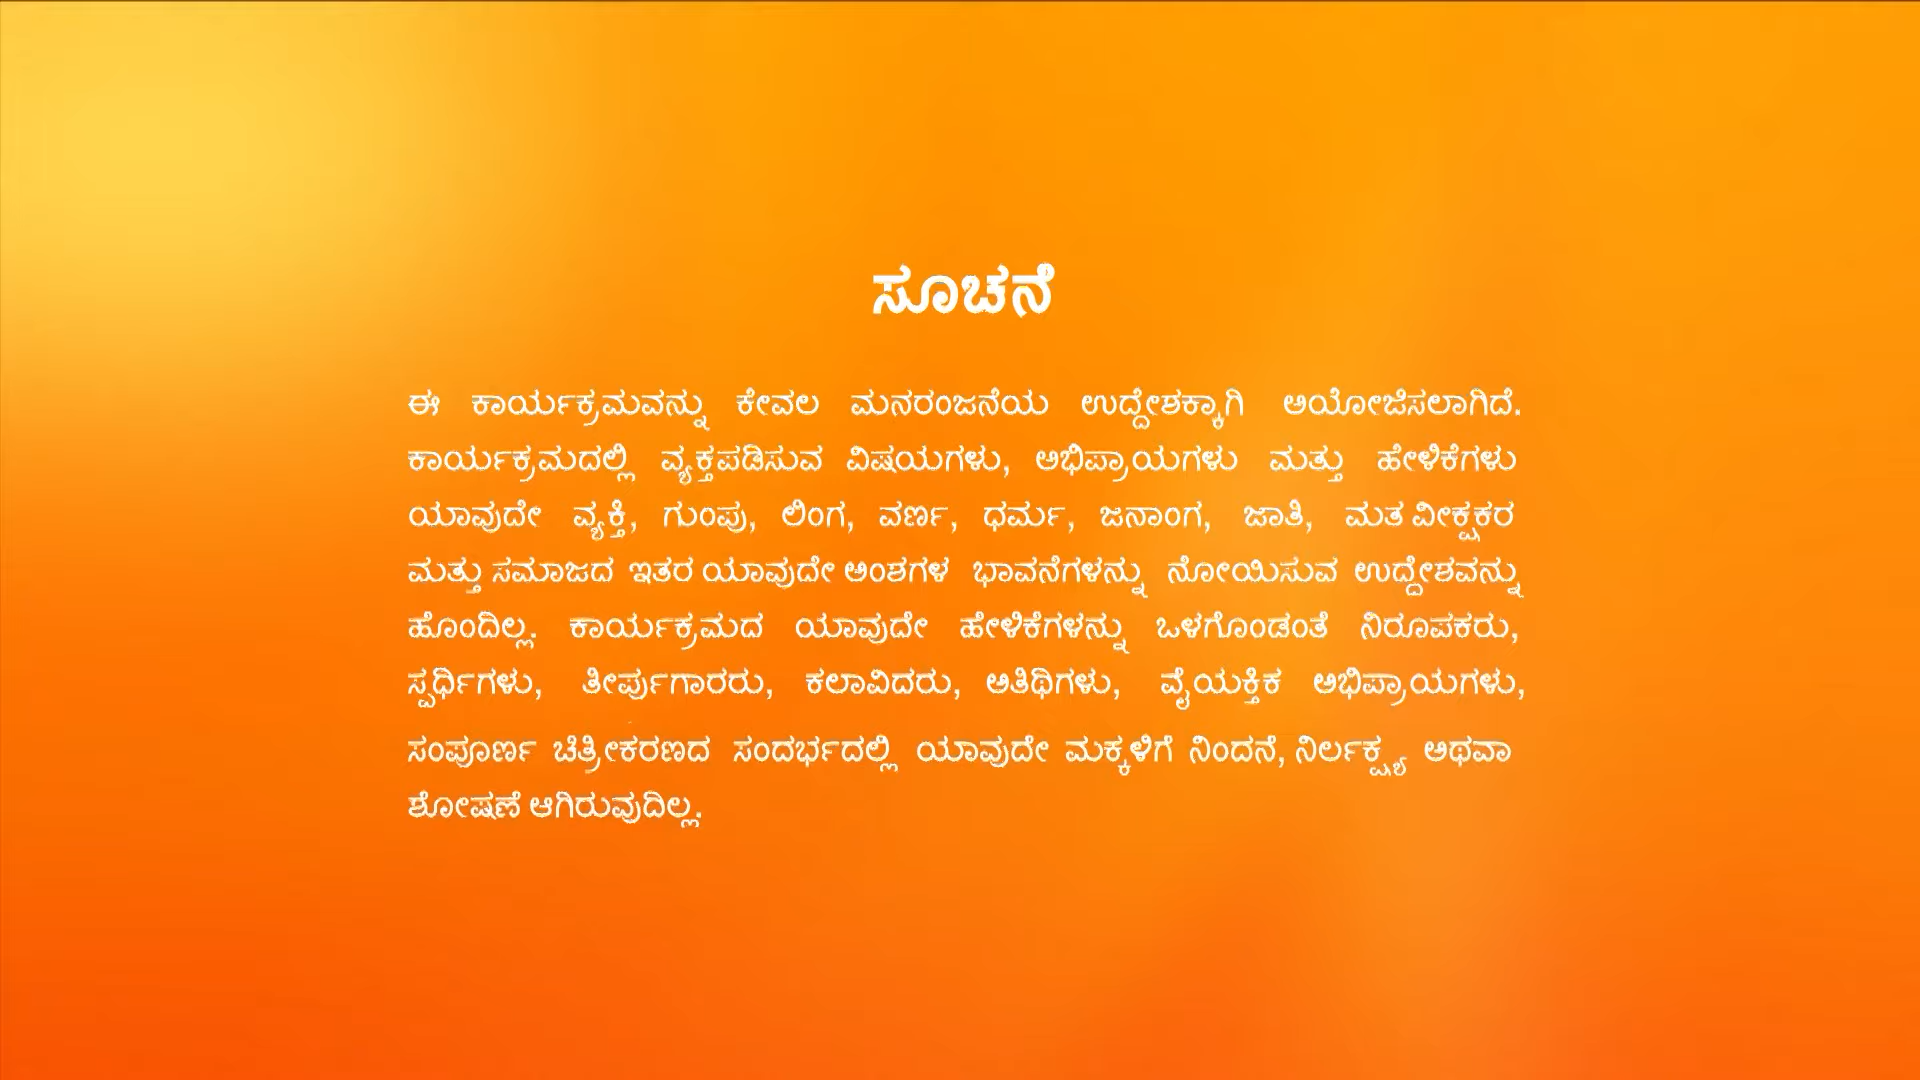 ಸೂಚನೆ
ಈ ಕಾರ್ಯಕ್ರಮವನ್ನು ಕೇವಲ ಮನರಂಜನೆಯ ಉದ್ದೇಶಕ್ಕಾಗಿ ಅಯೋಜಿಸಲಾಗಿದೆ.
ಕಾರ್ಯಕ್ರಮದಲ್ಲಿ ವ್ಯಕ್ತಪಡಿಸುವ ವಿಷಯಗಳು, ಅಭಿಪ್ರಾಯಗಳು ಮತ್ತು ಹೇಳಿಕೆಗಳು
ಯಾವುದೇ ವ್ಯಕ್ತಿ, ಗುಂಪು, ಲಿಂಗ, ವರ್ಣ, ಧರ್ಮ, ಜನಾಂಗ, ಜಾತಿ, ಮತ ವೀಕ್ಷಕರ
ಮತ್ತು ಸಮಾಜದ ಇತರ ಯಾವುದೇ ಅಂಶಗಳ ಭಾವನೆಗಳನ್ನು ನೋಯಿಸುವ ಉದ್ದೇಶವನ್ನು
ಹೊಂದಿಲ್ಲ. ಕಾರ್ಯಕ್ರಮದ ಯಾವುದೇ ಹೇಳಿಕೆಗಳನ್ನು ಒಳಗೊಂಡಂತೆ ನಿರೂಪಕರು,
ಸ್ಪರ್ಧಿಗಳು, ತೀರ್ಪುಗಾರರು, ಕಲಾವಿದರು, ಅತಿಥಿಗಳು, ವೈಯಕ್ತಿಕ ಅಭಿಪ್ರಾಯಗಳು,
ಸಂಪೂರ್ಣ ಚಿತ್ರೀಕರಣದ ಸಂದರ್ಭದಲ್ಲಿ ಯಾವುದೇ ಮಕ್ಕಳಿಗೆ ನಿಂದನೆ, ನಿರ್ಲಕ್ಷ್ಯ ಅಥವಾ
ಶೋಷಣೆ ಆಗಿರುವುದಿಲ್ಲ.